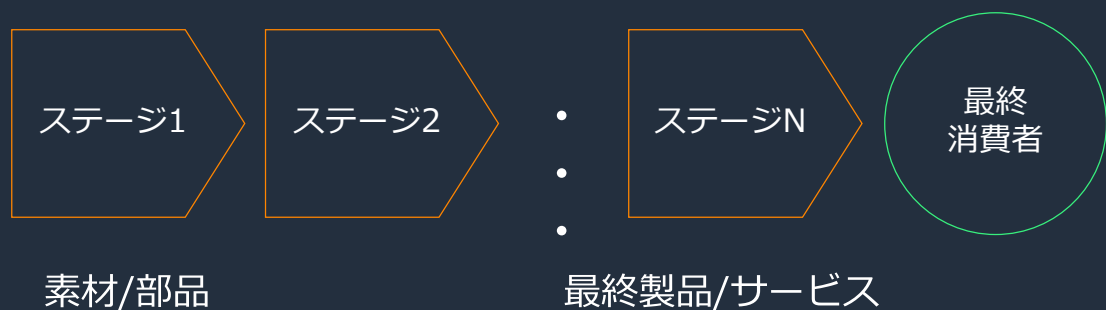 ステージ1
ステージ2
・
・
・
ステージN
最終
消費者
素材/部品
最終製品/サービス